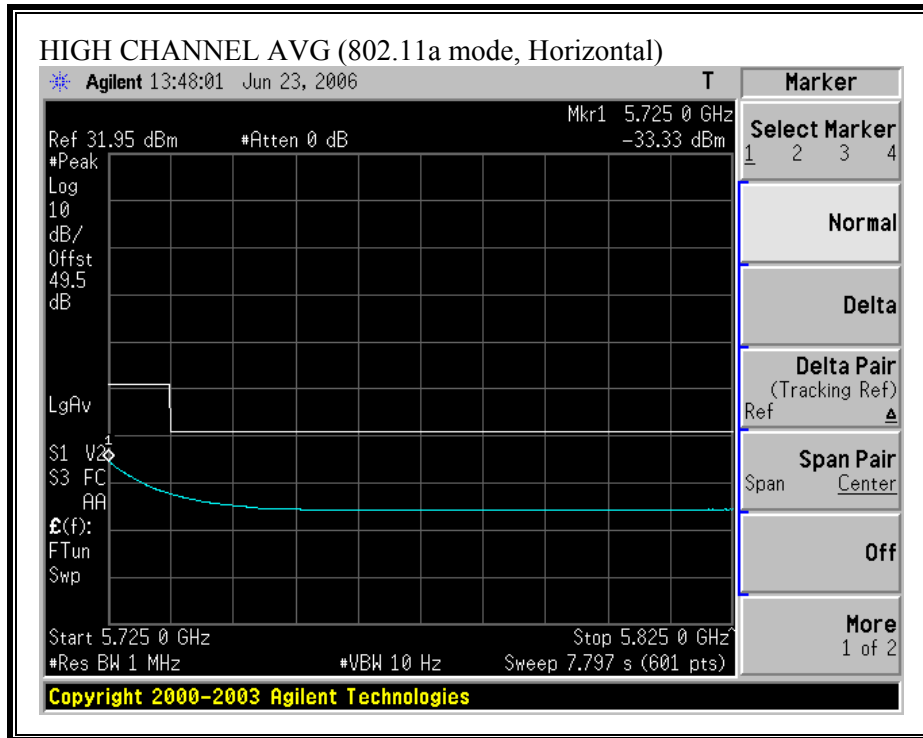 HIGH CHANNEL AVG (802.11a mode, Horizontal)
Agilent 13:48:01 Jun 23, 2006 T
Mkr1 5.725 0 GHz
Ref 31.95 dBm #Atten 0 dB -33.33 dBm
#Peak
Log
10
dB/
Offst
49.5
dB
LgAv
1
S1 V2
S3 FC
AA
£(f):
FTun
Swp
Start 5.725 0 GHz Stop 5.825 0 GHz^
#Res BW 1 MHz #VBW 10 Hz Sweep 7.797 s (601 pts)
Copyright 2000-2003 Agilent Technologies
Marker
Select Marker
1 2 3 4
Normal
Delta
Delta Pair
(Tracking Ref)
Ref Δ
Span Pair
Span Center
Off
More
1 of 2